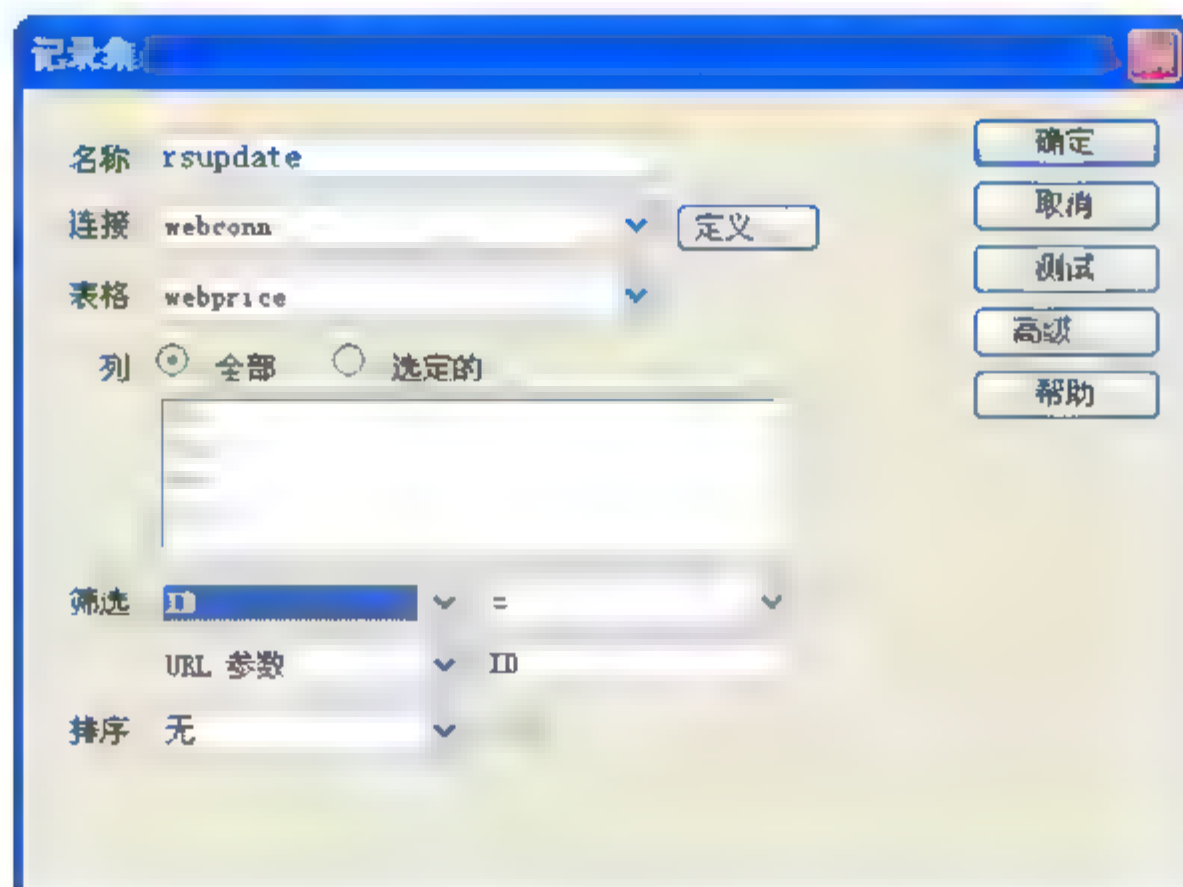 记录集
名称 rsupdate
连接 webconn 定义
表格 webprice
列 全部 选定的
筛选 ID =
URL 参数 ID
排序 无
确定
取消
测试
高级
帮助